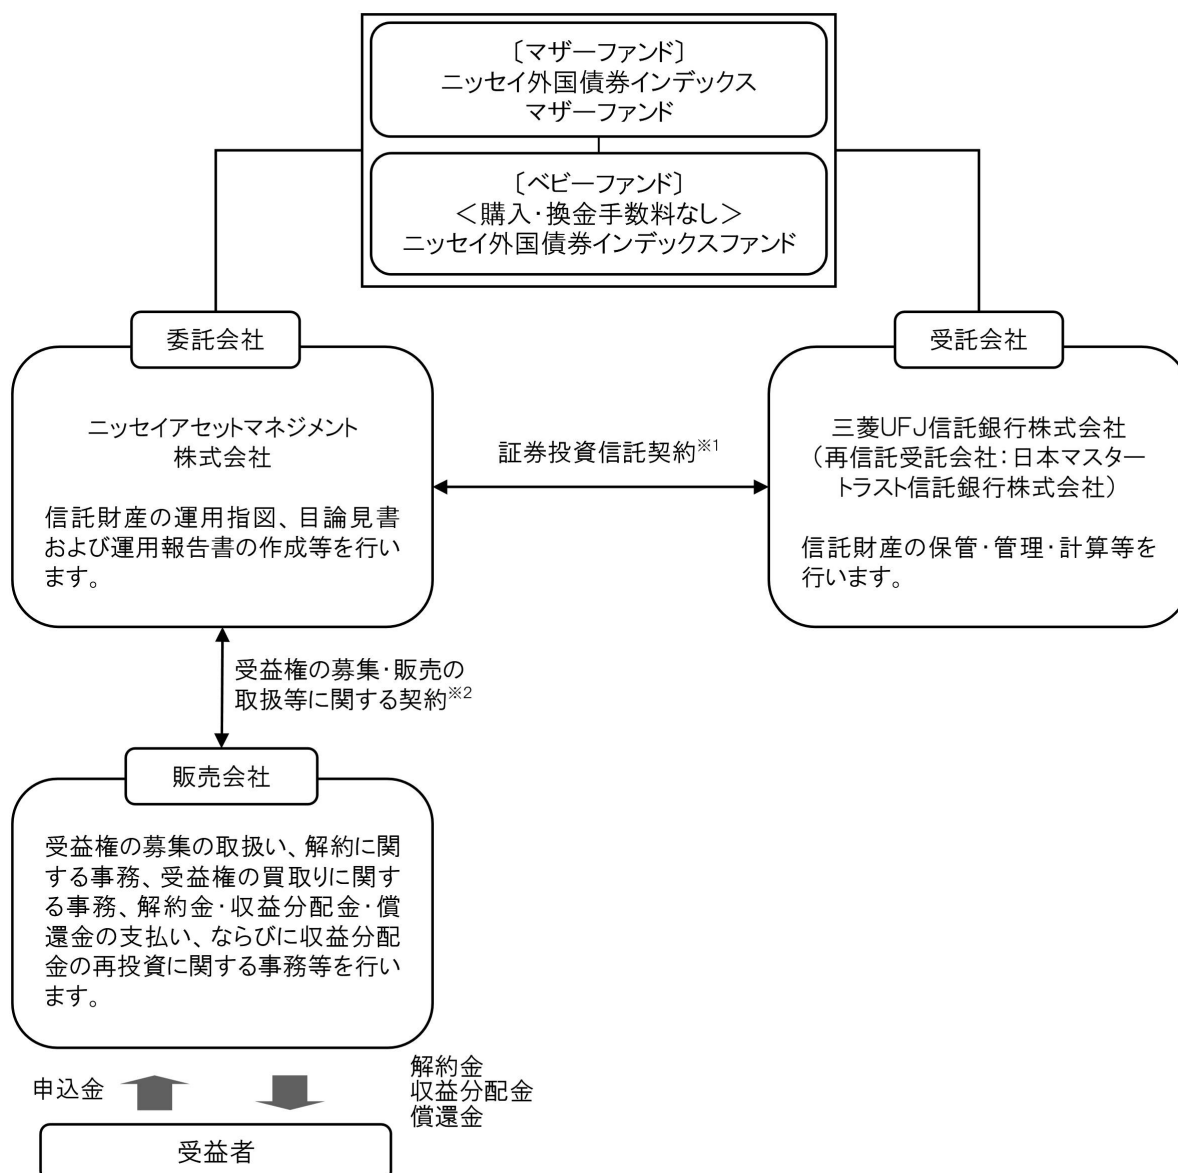 〔マザーファンド〕
ニッセイ外国債券インデックス
マザーファンド
〔ベビーファンド〕
＜購入・換金手数料なし＞
ニッセイ外国債券インデックスファンド
委託会社
ニッセイアセットマネジメント
株式会社
信託財産の運用指図、目論見書
および運用報告書の作成等を行い
ます。
証券投資信託契約※1
受託会社
三菱UFJ信託銀行株式会社
（再信託受託会社：日本マスター
トラスト信託銀行株式会社）
信託財産の保管・管理・計算等を
行います。
受益権の募集・販売の
取扱等に関する契約※2
販売会社
受益権の募集の取扱い、解約に関
する事務、受益権の買取りに関す
る事務、解約金・収益分配金・償
還金の支払い、ならびに収益分配
金の再投資に関する事務等を行い
ます。
申込金
解約金
収益分配金
償還金
受益者